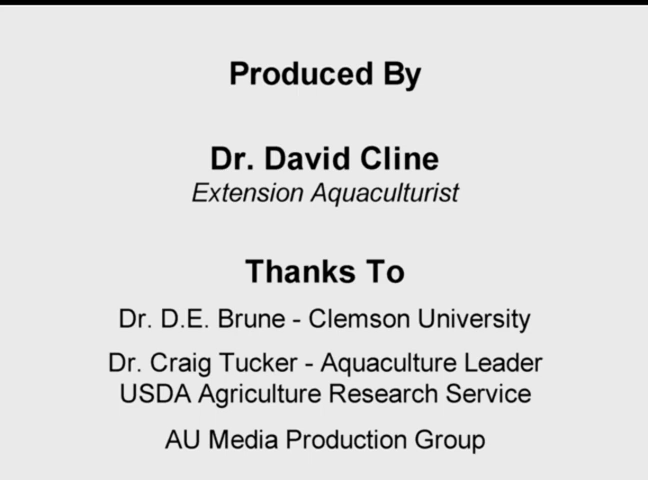 Produced By
Dr. David Cline
Extension Aquaculturist
Thanks To
Dr. D.E. Brune - Clemson University
Dr. Craig Tucker - Aquaculture Leader
USDA Agriculture Research Service
AU Media Production Group